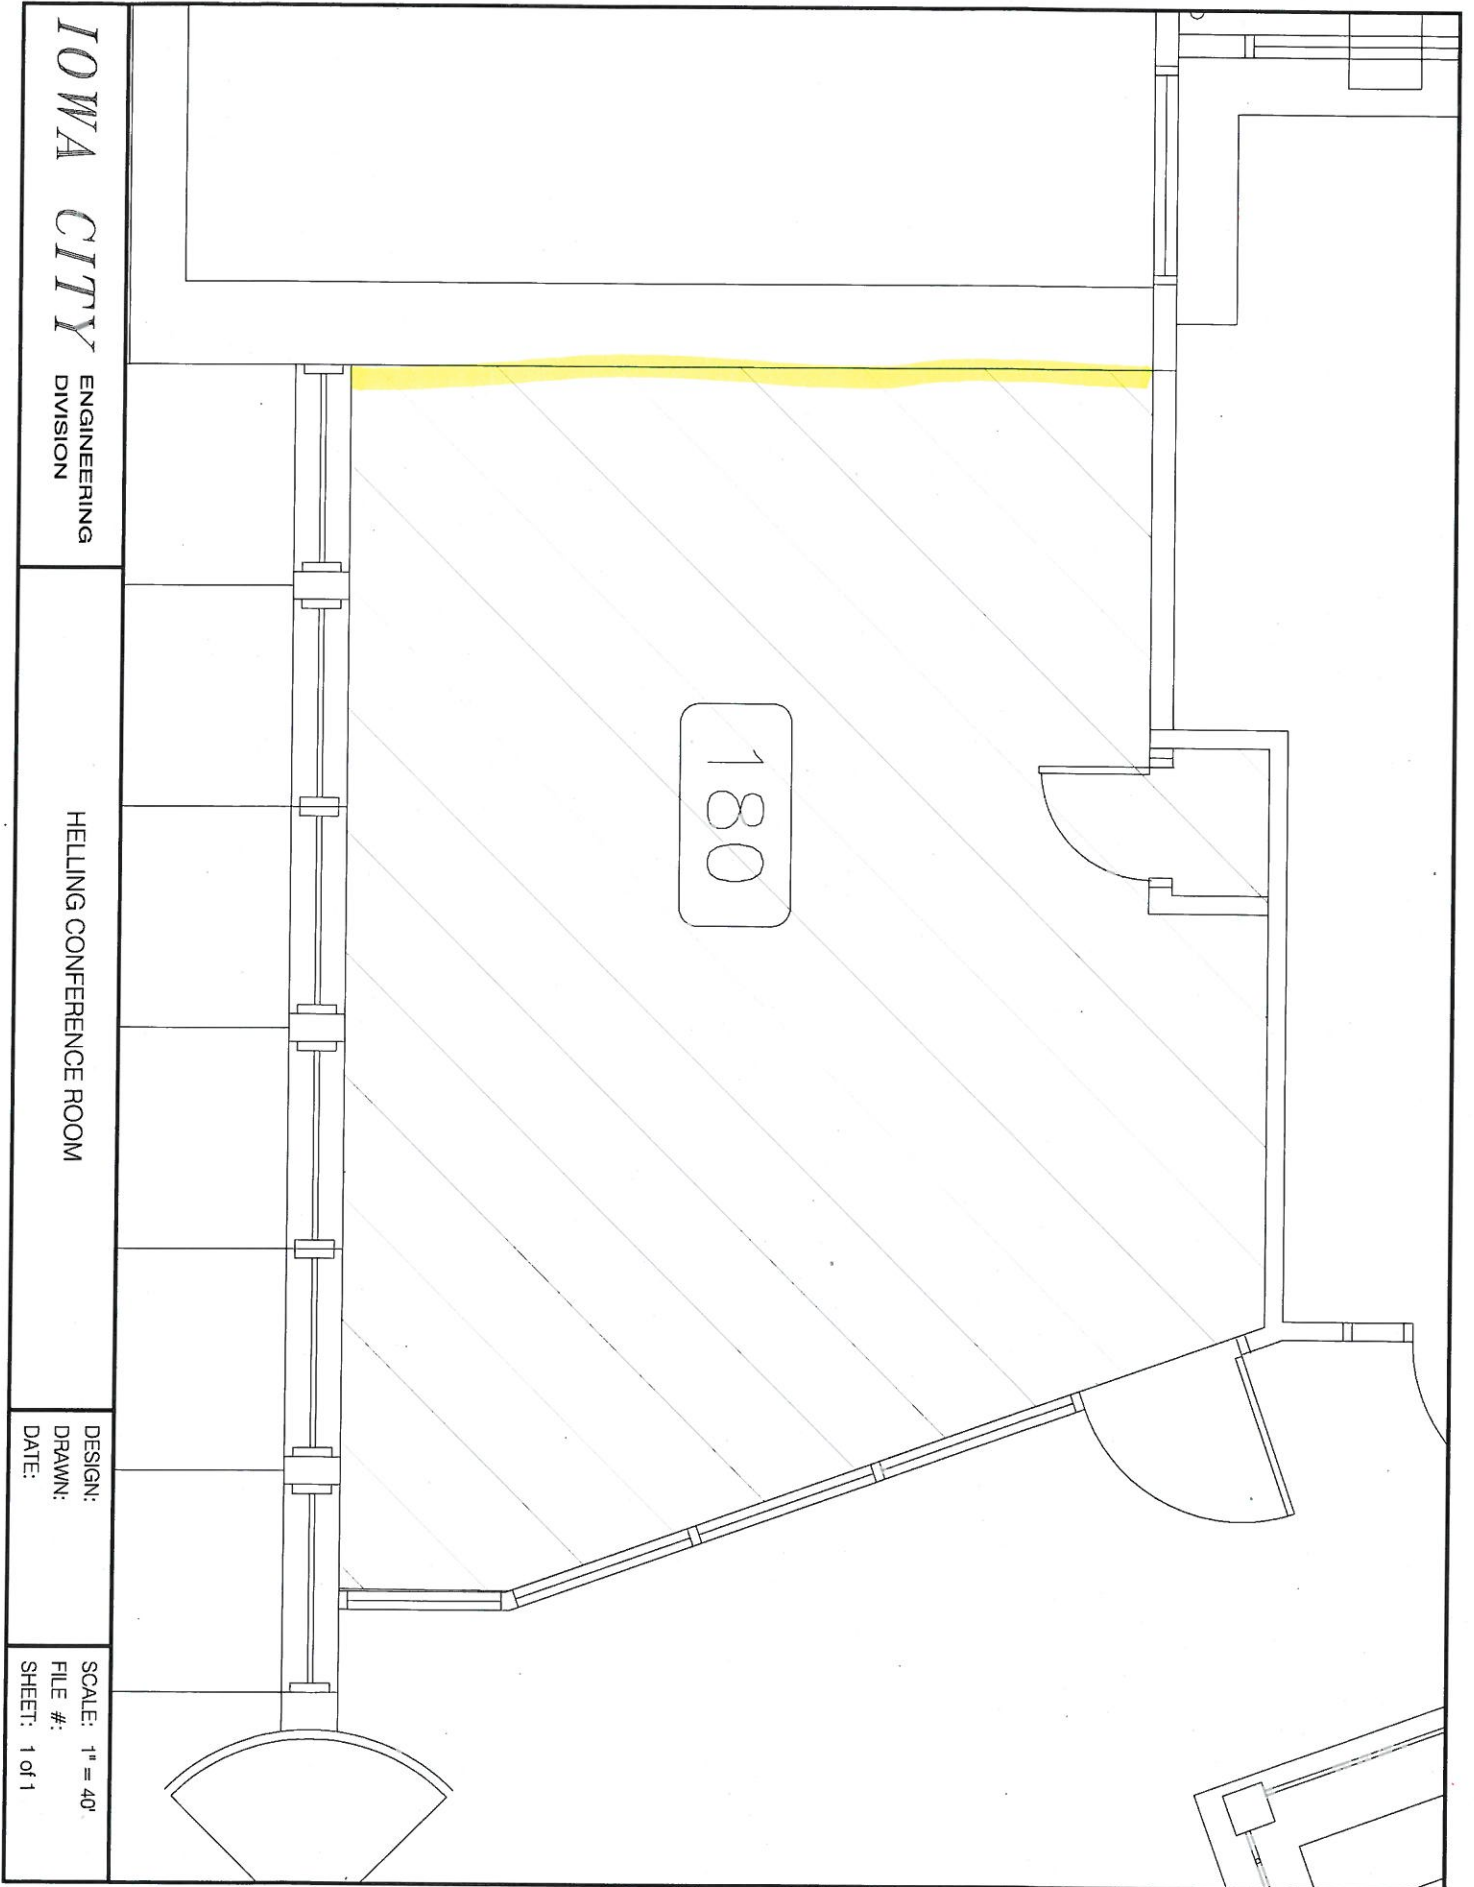 180
IOWA CITY
ENGINEERING
DIVISION
HELLING CONFERENCE ROOM
DESIGN:
DRAWN:
DATE:
SCALE: 1" = 40'
FILE #:
SHEET: 1 of 1